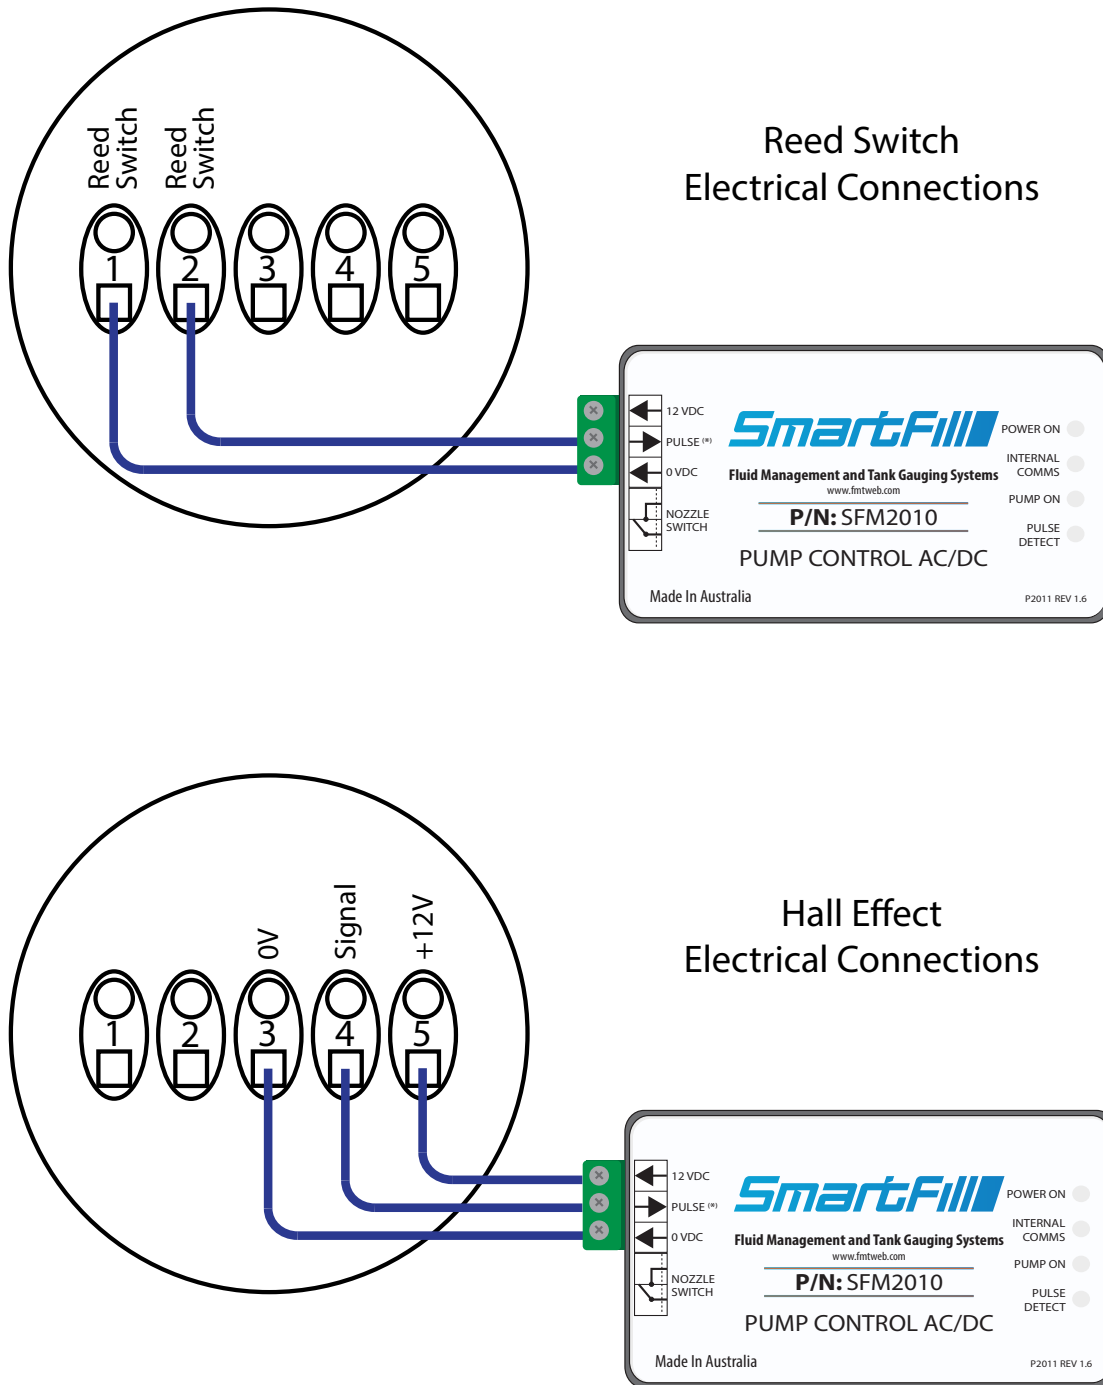 Reed
Switch
Reed
Switch
1
2
3
4
5
Reed Switch
Electrical Connections
12 VDC
PULSE (*)
0 VDC
NOZZLE
SWITCH
SmartFill
Fluid Management and Tank Gauging Systems
www.fmtweb.com
P/N: SFM2010
PUMP CONTROL AC/DC
POWER ON
INTERNAL
COMMS
PUMP ON
PULSE
DETECT
Made In Australia
P2011 REV 1.6
0V
Signal
+12V
1
2
3
4
5
Hall Effect
Electrical Connections
12 VDC
PULSE (*)
0 VDC
NOZZLE
SWITCH
SmartFill
Fluid Management and Tank Gauging Systems
www.fmtweb.com
P/N: SFM2010
PUMP CONTROL AC/DC
POWER ON
INTERNAL
COMMS
PUMP ON
PULSE
DETECT
Made In Australia
P2011 REV 1.6